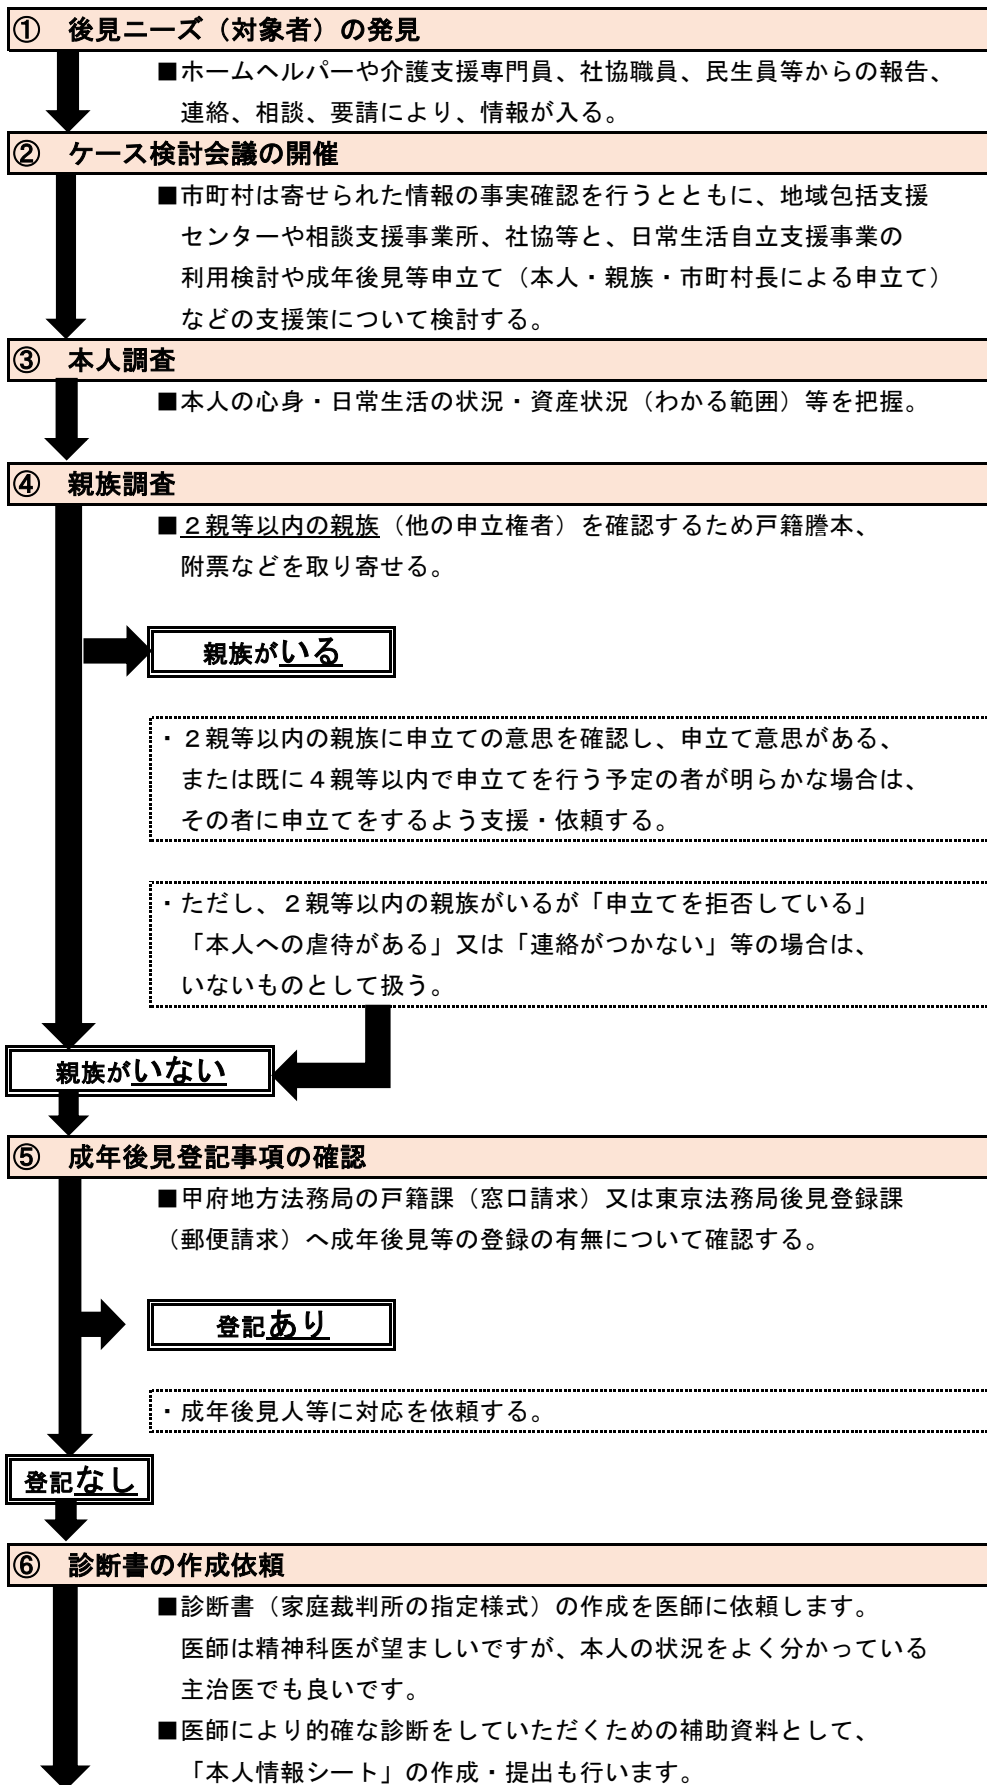 ① 後見ニーズ（対象者）の発見
■ホームヘルパーや介護支援専門員、社協職員、民生員等からの報告、
連絡、相談、要請により、情報が入る。
② ケース検討会議の開催
■市町村は寄せられた情報の事実確認を行うとともに、地域包括支援
センターや相談支援事業所、社協等と、日常生活自立支援事業の
利用検討や成年後見等申立て（本人・親族・市町村長による申立て）
などの支援策について検討する。
③ 本人調査
■本人の心身・日常生活の状況・資産状況（わかる範囲）等を把握。
④ 親族調査
■２親等以内の親族（他の申立権者）を確認するため戸籍謄本、
附票などを取り寄せる。
親族がいる
・２親等以内の親族に申立ての意思を確認し、申立て意思がある、
または既に４親等以内で申立てを行う予定の者が明らかな場合は、
その者に申立てをするよう支援・依頼する。
・ただし、２親等以内の親族がいるが「申立てを拒否している」
「本人への虐待がある」又は「連絡がつかない」等の場合は、
いないものとして扱う。
親族がいない
⑤ 成年後見登記事項の確認
■甲府地方法務局の戸籍課（窓口請求）又は東京法務局後見登録課
（郵便請求）へ成年後見等の登録の有無について確認する。
登記あり
・成年後見人等に対応を依頼する。
登記なし
⑥ 診断書の作成依頼
■診断書（家庭裁判所の指定様式）の作成を医師に依頼します。
医師は精神科医が望ましいですが、本人の状況をよく分かっている
主治医でも良いです。
■医師により的確な診断をしていただくための補助資料として、
「本人情報シート」の作成・提出も行います。